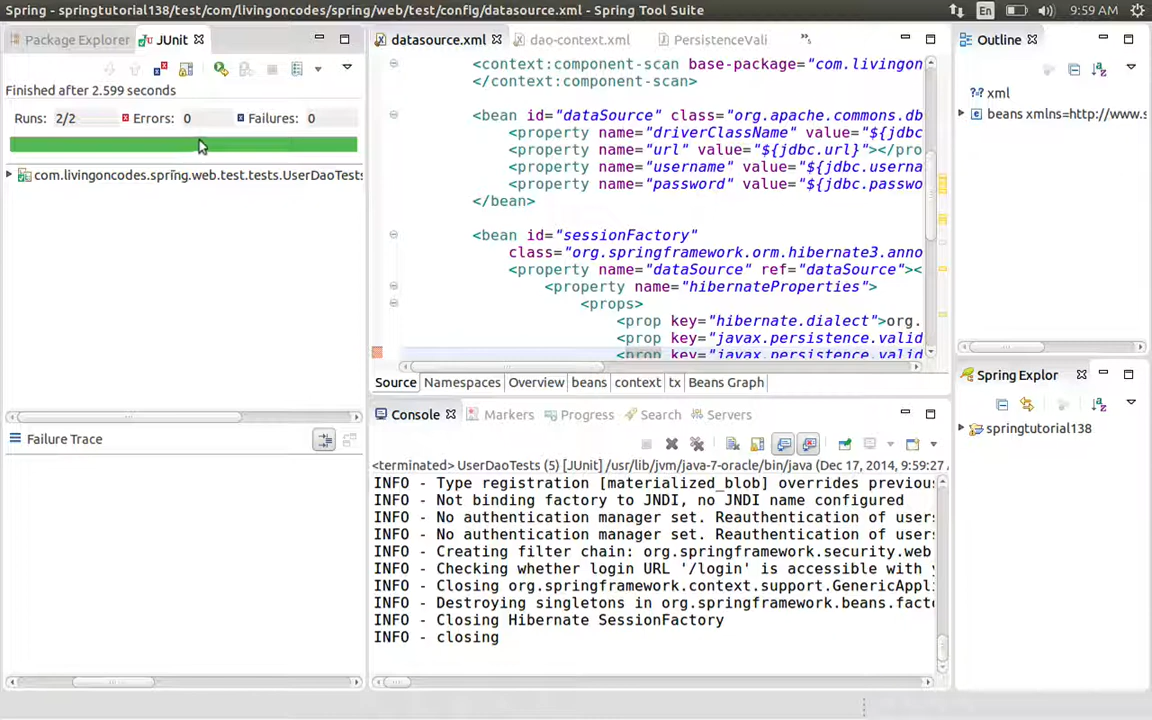 Spring - springtutorial138/test/com/livingoncodes/spring/web/test/config/datasource.xml - Spring Tool Suite
En
9:59 AM
Package Explorer
JUnit
Finished after 2.599 seconds
Runs: 2/2
Errors: 0
Failures: 0
com.livingoncodes.spring.web.test.tests.UserDaoTests
Failure Trace
datasource.xml
dao-context.xml
PersistenceVali
<context:component-scan base-package="com.livingon
</context:component-scan>
<bean id="dataSource" class="org.apache.commons.db
<property name="driverClassName" value="${jdbc
<property name="url" value="${jdbc.url}"></pro
<property name="username" value="${jdbc.userna
<property name="password" value="${jdbc.passwo
</bean>
<bean id="sessionFactory"
class="org.springframework.orm.hibernate3.anno
<property name="dataSource" ref="dataSource"><
<property name="hibernateProperties">
<props>
<prop key="hibernate.dialect">org.
<prop key="javax.persistence.valid
<prop key="javax.persistence.valid
Source
Namespaces
Overview
beans
context
tx
Beans Graph
Console
Markers
Progress
Search
Servers
<terminated> UserDaoTests (5) [JUnit] /usr/lib/jvm/java-7-oracle/bin/java (Dec 17, 2014, 9:59:27
INFO - Type registration [materialized_blob] overrides previou
INFO - Not binding factory to JNDI, no JNDI name configured
INFO - No authentication manager set. Reauthentication of user
INFO - No authentication manager set. Reauthentication of user
INFO - Creating filter chain: org.springframework.security.web
INFO - Checking whether login URL '/login' is accessible with
INFO - Closing org.springframework.context.support.GenericAppl
INFO - Destroying singletons in org.springframework.beans.fact
INFO - Closing Hibernate SessionFactory
INFO - closing
Outline
xml
beans xmlns=http://www.s
Spring Explor
springtutorial138